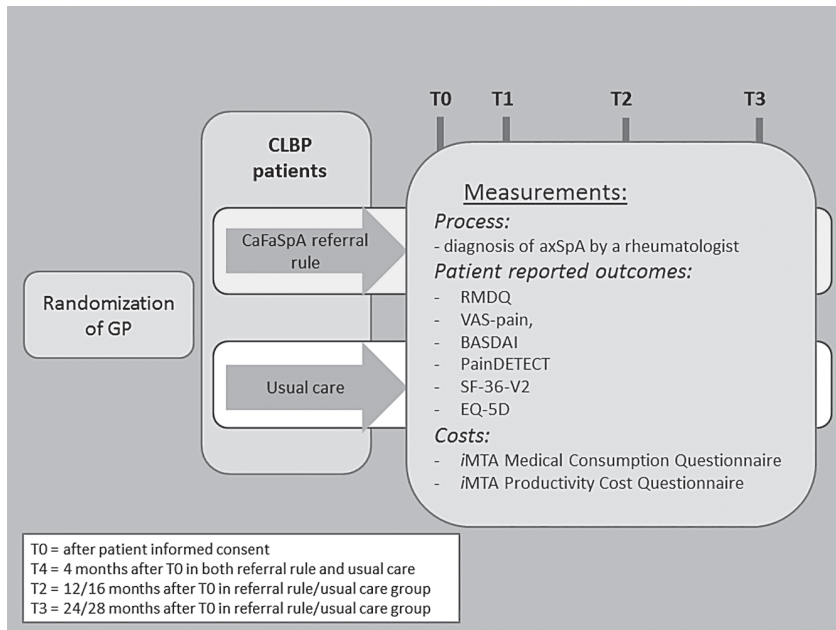 T0 T1 T2 T3
CLBP
patients
CaFaSpA referral
rule
Randomization
of GP
Usual care
Measurements:
Process:
- diagnosis of axSpA by a rheumatologist
Patient reported outcomes:
- RMDQ
- VAS-pain,
- BASDAI
- PainDETECT
- SF-36-V2
- EQ-5D
Costs:
- iMTA Medical Consumption Questionnaire
- iMTA Productivity Cost Questionnaire
T0 = after patient informed consent
T4 = 4 months after T0 in both referral rule and usual care
T2 = 12/16 months after T0 in referral rule/usual care group
T3 = 24/28 months after T0 in referral rule/usual care group